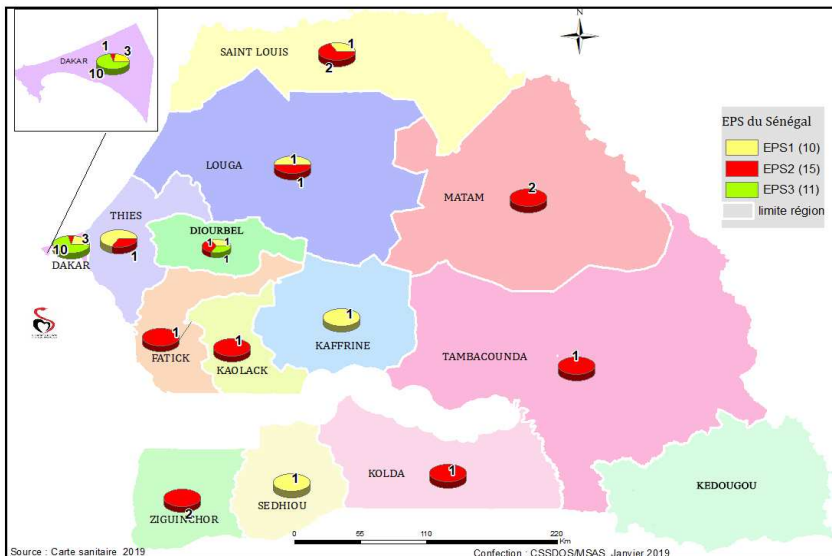 1
3
DAKAR
10
SAINT LOUIS
1
2
EPS du Sénégal
EPS1 (10)
EPS2 (15)
EPS3 (11)
limite région
LOUGA
1
1
MATAM
2
THIES
1
DIOURBEL
1
1
1
10
3
DAKAR
1
FATICK
1
KAOLACK
1
KAFFRINE
TAMBACOUNDA
1
ZIGUINCHOR
2
SEDHIOU
1
KOLDA
1
KEDOUGOU
0 55 110 220
Km
Source : Carte sanitaire 2019
Confection : CSSDOS/MSAS Janvier 2019